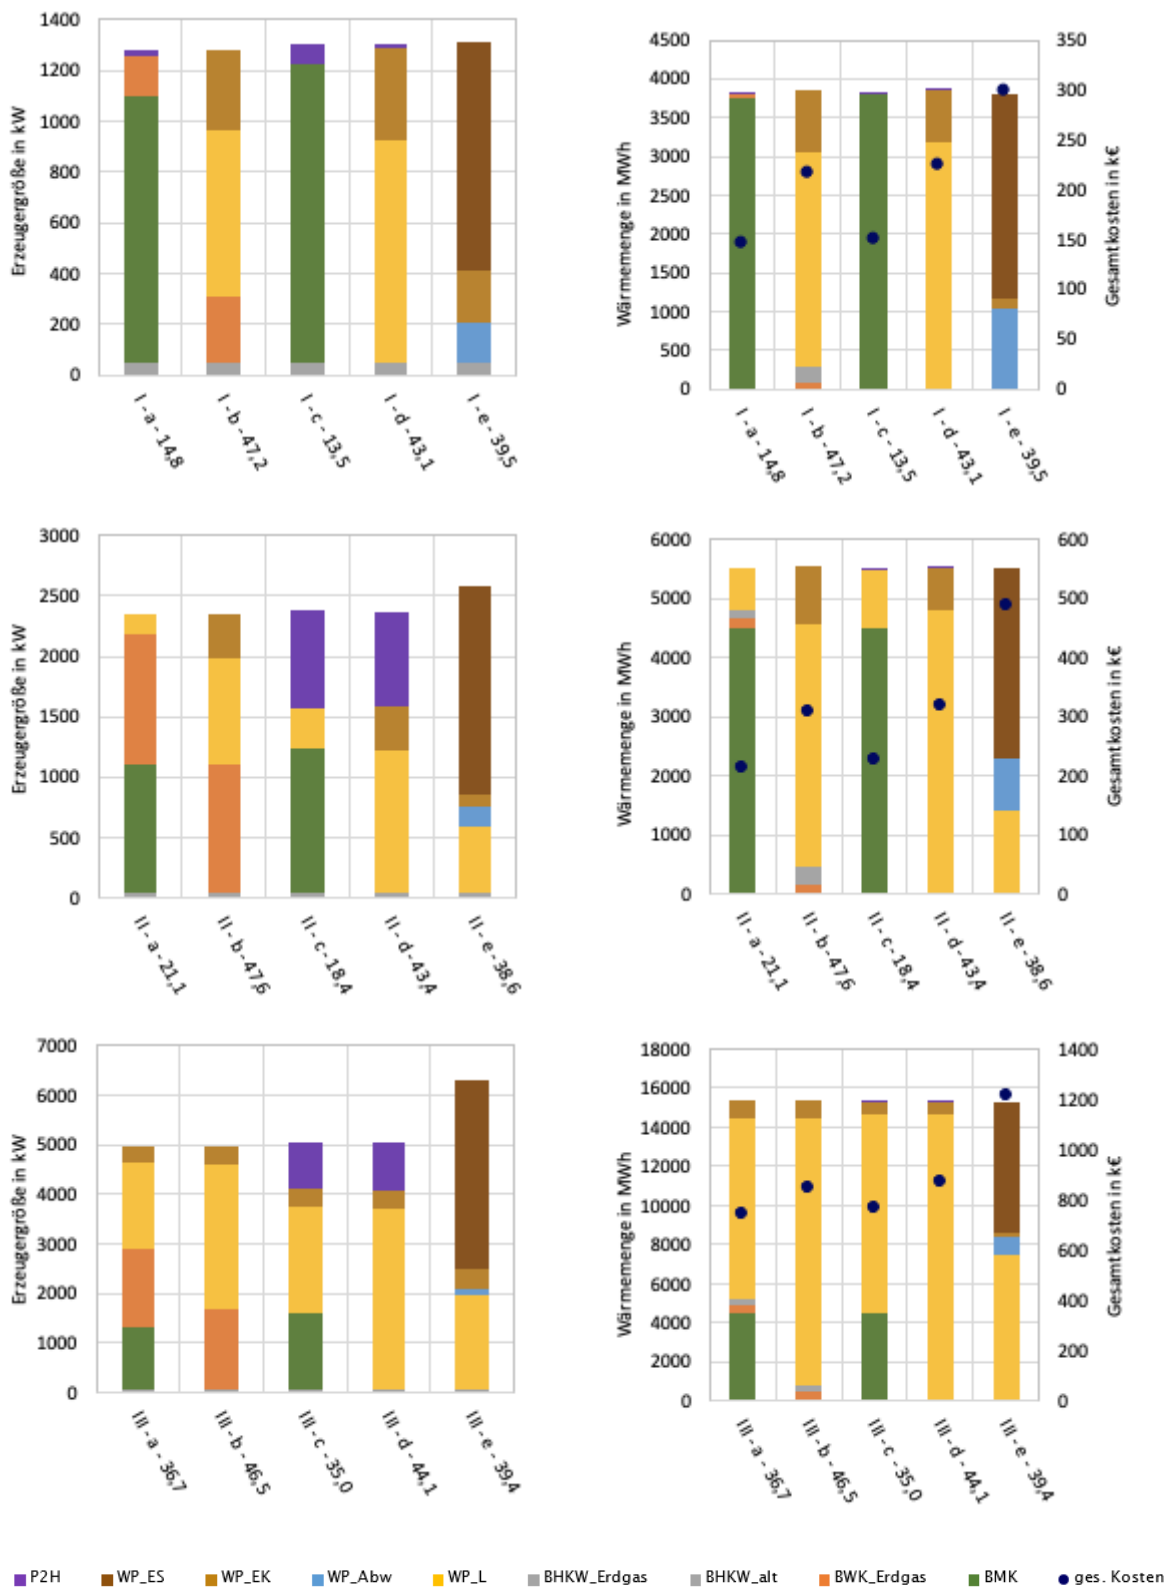 Erzeugergröße in kW
1400
1200
1000
800
600
400
200
0
I - a - 14,8
I - b - 47,2
I - c - 13,5
I - d - 43,1
I - e - 39,5
Wärmemenge in MWh
4500
4000
3500
3000
2500
2000
1500
1000
500
0
350
300
250
200
150
100
50
0
Gesamtkosten in k€
I - a - 14,8
I - b - 47,2
I - c - 13,5
I - d - 43,1
I - e - 39,5
Erzeugergröße in kW
3000
2500
2000
1500
1000
500
0
II - a - 21,1
II - b - 47,6
II - c - 18,4
II - d - 43,4
II - e - 38,6
Wärmemenge in MWh
6000
5000
4000
3000
2000
1000
0
600
500
400
300
200
100
0
Gesamtkosten in k€
II - a - 21,1
II - b - 47,6
II - c - 18,4
II - d - 43,4
II - e - 38,6
Erzeugergröße in kW
7000
6000
5000
4000
3000
2000
1000
0
III - a - 36,7
III - b - 46,5
III - c - 35,0
III - d - 44,1
III - e - 39,4
Wärmemenge in MWh
18000
16000
14000
12000
10000
8000
6000
4000
2000
0
1400
1200
1000
800
600
400
200
0
Gesamtkosten in k€
III - a - 36,7
III - b - 46,5
III - c - 35,0
III - d - 44,1
III - e - 39,4
P2H WP_ES WP_EK WP_Abw WP_L BHKW_Erdgas BHKW_alt BWK_Erdgas BMK ges. Kosten